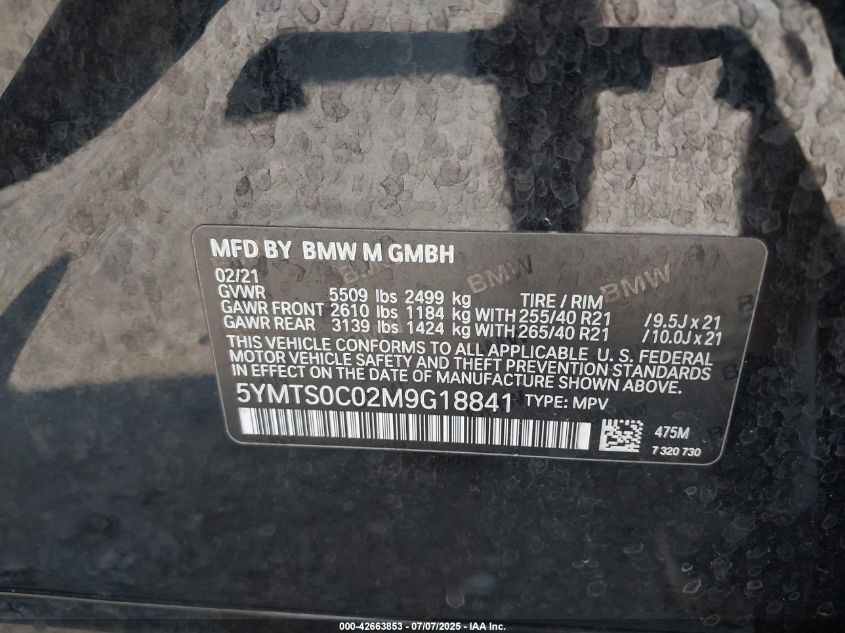 MFD BY BMW M GMBH
02/21
GVWR 5509 lbs 2499 kg TIRE / RIM
GAWR FRONT 2610 lbs 1184 kg WITH 255/40 R21 /9.5J x 21
GAWR REAR 3139 lbs 1424 kg WITH 265/40 R21 /10.0J x 21
THIS VEHICLE CONFORMS TO ALL APPLICABLE U. S. FEDERAL
MOTOR VEHICLE SAFETY AND THEFT PREVENTION STANDARDS
IN EFFECT ON THE DATE OF MANUFACTURE SHOWN ABOVE.
5YMTS0C02M9G18841 TYPE: MPV
475M
7 320 730
BMW
BMW
000-42663853 - 07/07/2025 - IAA Inc.